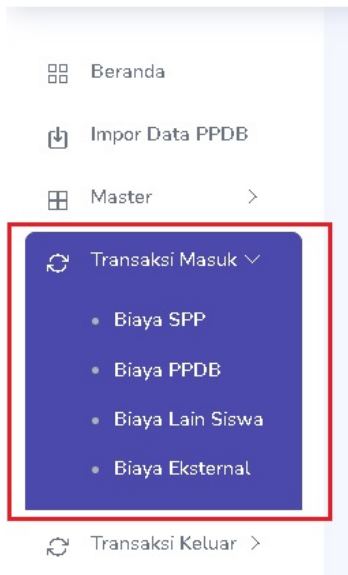 Beranda
Impor Data PPDB
Master
Transaksi Masuk
Biaya SPP
Biaya PPDB
Biaya Lain Siswa
Biaya Eksternal
Transaksi Keluar